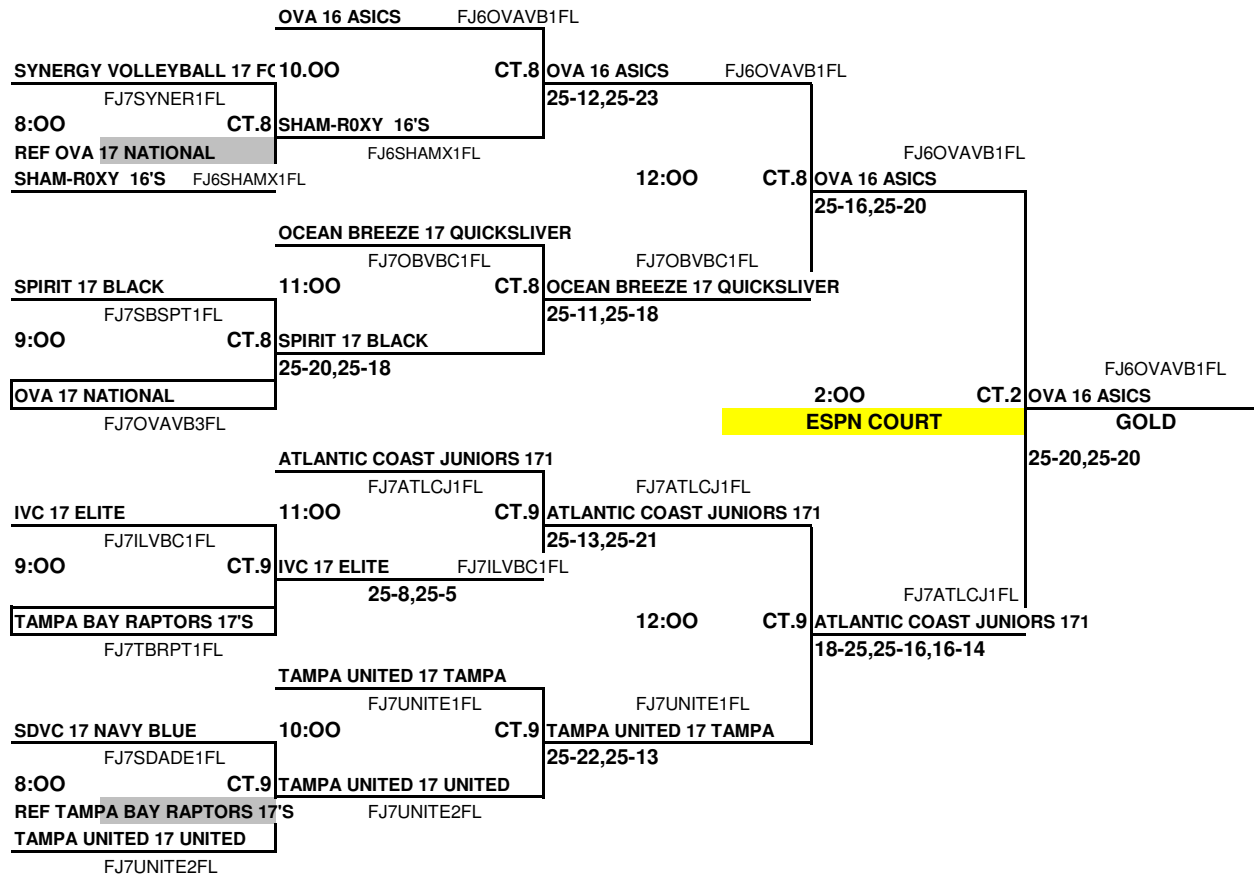 OVA 16 ASICS FJ6OVAVB1FL
SYNERGY VOLLEYBALL 17 FC 10.OO CT.8 OVA 16 ASICS FJ6OVAVB1FL
FJ7SYNER1FL 25-12,25-23
8:OO CT.8 SHAM-R0XY 16'S
REF OVA 17 NATIONAL FJ6SHAMX1FL FJ6OVAVB1FL
SHAM-R0XY 16'S FJ6SHAMX1FL 12:OO CT.8 OVA 16 ASICS
25-16,25-20
OCEAN BREEZE 17 QUICKSLIVER
FJ7OBVBC1FL FJ7OBVBC1FL
SPIRIT 17 BLACK 11:OO CT.8 OCEAN BREEZE 17 QUICKSLIVER
FJ7SBSPT1FL 25-11,25-18
9:OO CT.8 SPIRIT 17 BLACK
25-20,25-18 FJ6OVAVB1FL
OVA 17 NATIONAL 2:OO CT.2 OVA 16 ASICS
FJ7OVAVB3FL ESPN COURT GOLD
ATLANTIC COAST JUNIORS 171 25-20,25-20
FJ7ATLCJ1FL FJ7ATLCJ1FL
IVC 17 ELITE 11:OO CT.9 ATLANTIC COAST JUNIORS 171
FJ7ILVBC1FL 25-13,25-21
9:OO CT.9 IVC 17 ELITE FJ7ILVBC1FL
25-8,25-5 FJ7ATLCJ1FL
TAMPA BAY RAPTORS 17'S 12:OO CT.9 ATLANTIC COAST JUNIORS 171
FJ7TBRPT1FL 18-25,25-16,16-14
TAMPA UNITED 17 TAMPA
FJ7UNITE1FL FJ7UNITE1FL
SDVC 17 NAVY BLUE 10:OO CT.9 TAMPA UNITED 17 TAMPA
FJ7SDADE1FL 25-22,25-13
8:OO CT.9 TAMPA UNITED 17 UNITED
REF TAMPA BAY RAPTORS 17'S FJ7UNITE2FL
TAMPA UNITED 17 UNITED
FJ7UNITE2FL